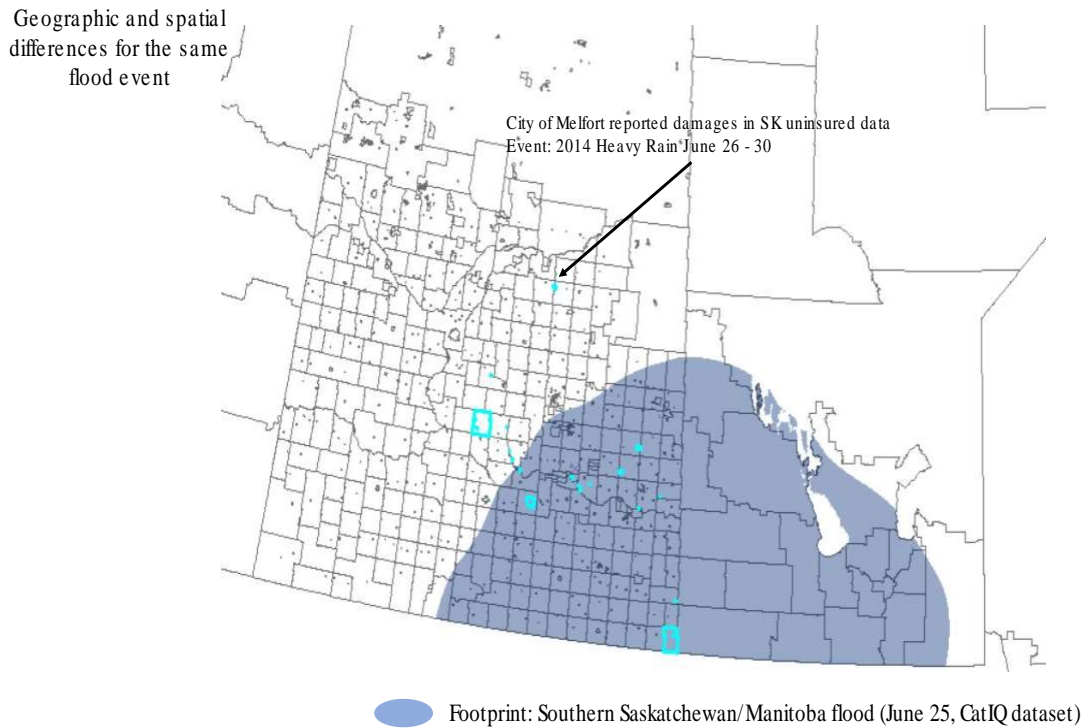 Geographic and spatial
differences for the same
flood event
City of Melfort reported damages in SK uninsured data
Event: 2014 Heavy Rain June 26 - 30
Footprint: Southern Saskatchewan/Manitoba flood (June 25, CatIQ dataset)